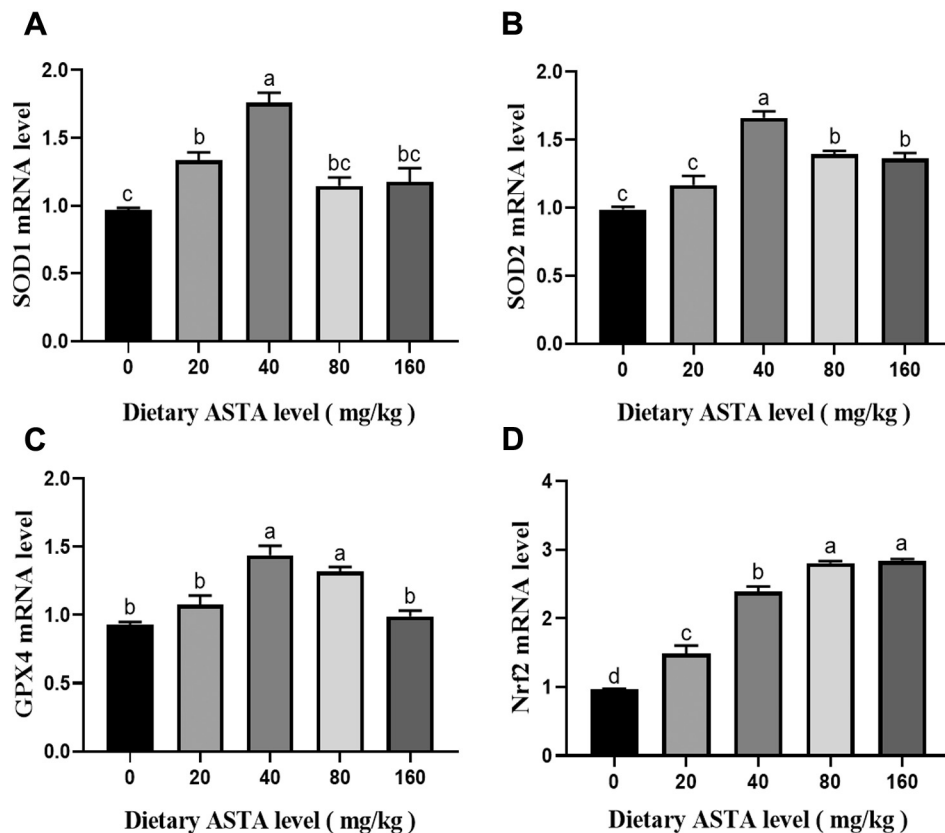 A
SOD1 mRNA level
2.0
1.5
1.0
0.5
0.0
c
b
a
bc
bc
0 20 40 80 160
Dietary ASTA level ( mg/kg )
B
SOD2 mRNA level
2.0
1.5
1.0
0.5
0.0
c
c
a
b
b
0 20 40 80 160
Dietary ASTA level ( mg/kg )
C
GPX4 mRNA level
2.0
1.5
1.0
0.5
0.0
b
b
a
a
b
0 20 40 80 160
Dietary ASTA level ( mg/kg )
D
Nrf2 mRNA level
4
3
2
1
0
d
c
b
a
a
0 20 40 80 160
Dietary ASTA level ( mg/kg )